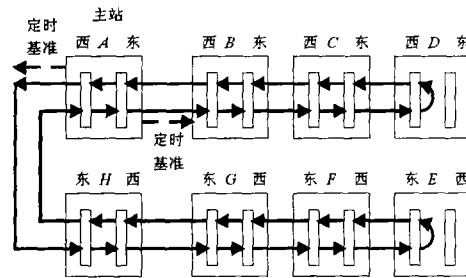 主站
定时
基准
西 A 东
西 B 东
西 C 东
西 D 东
定时
基准
东 H 西
东 G 西
东 F 西
东 E 西